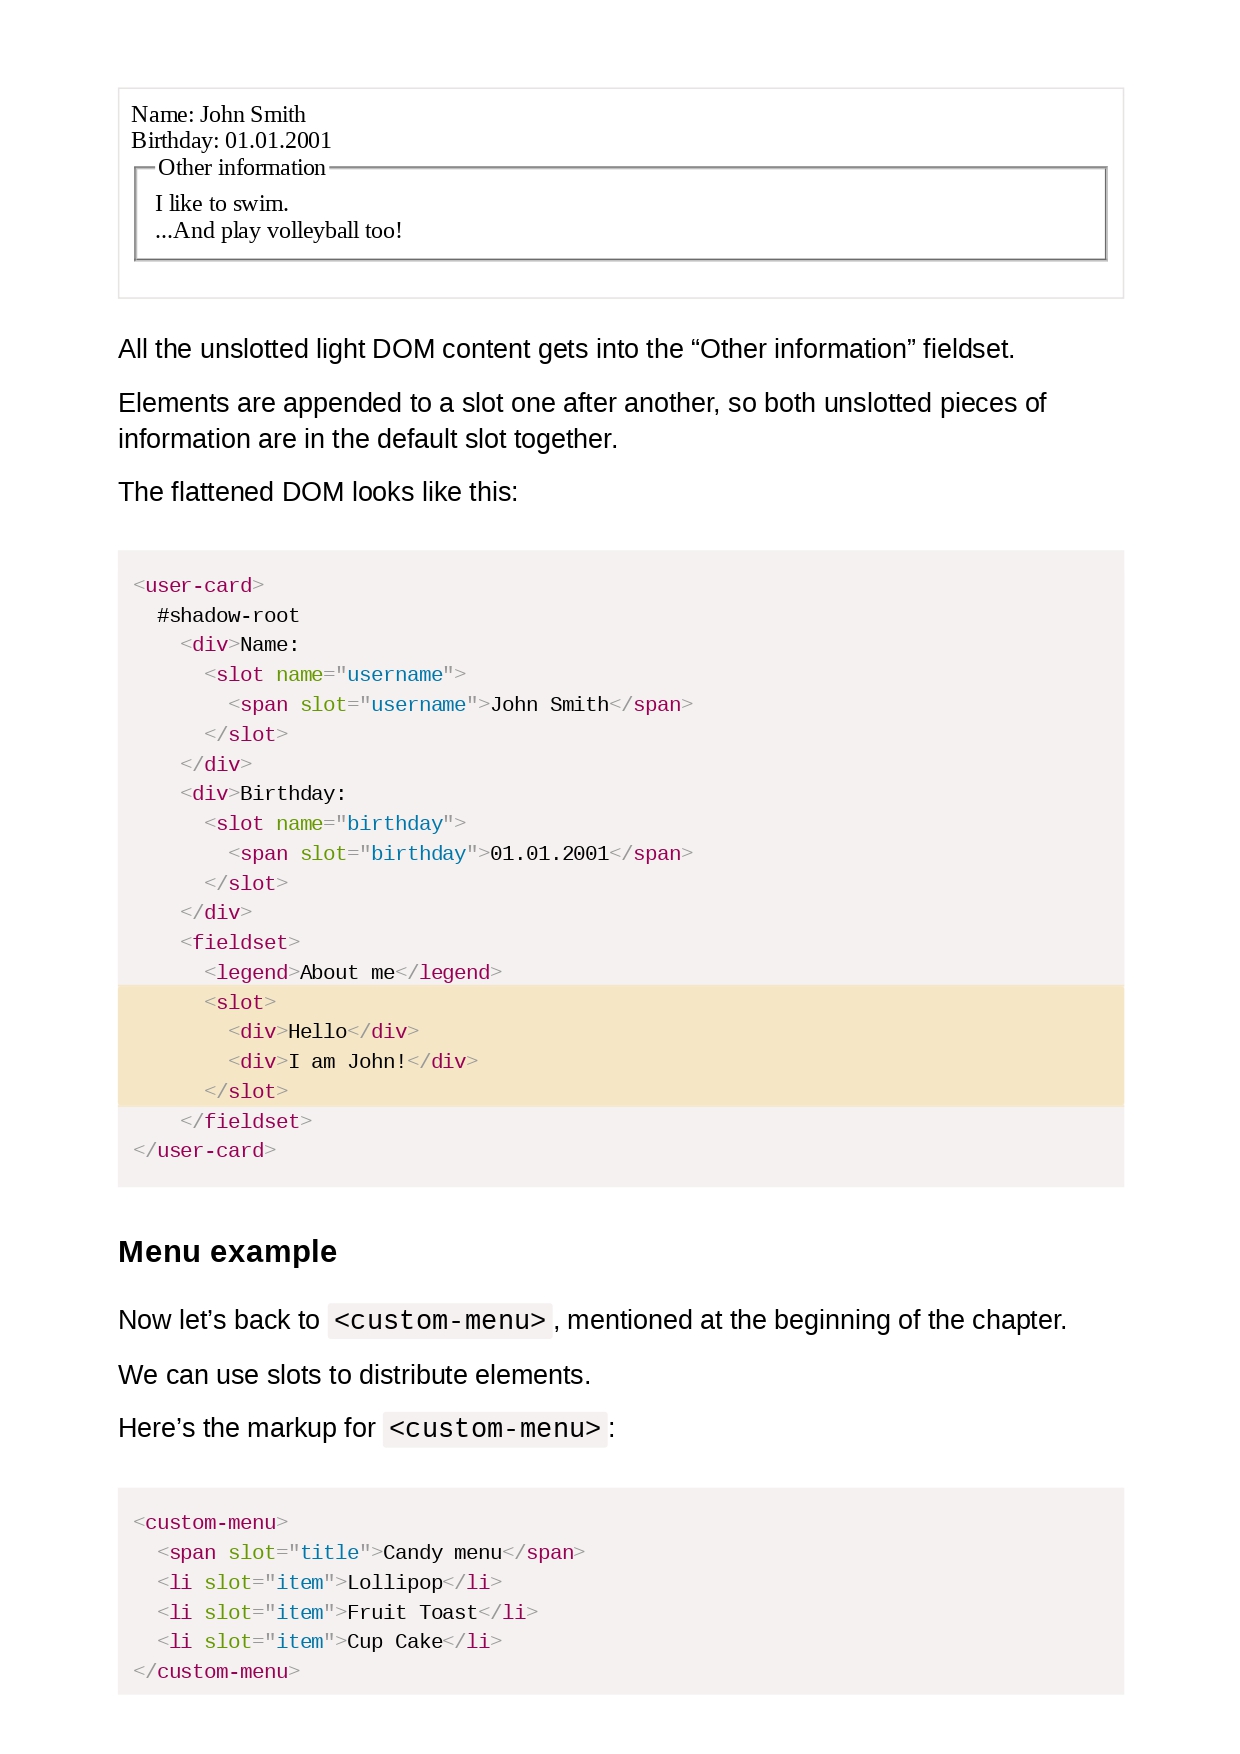 Name: John Smith
Birthday: 01.01.2001
Other information
I like to swim.
...And play volleyball too!
All the unslotted light DOM content gets into the “Other information” fieldset.
Elements are appended to a slot one after another, so both unslotted pieces of
information are in the default slot together.
The flattened DOM looks like this:
<user-card>
  #shadow-root
    <div>Name:
      <slot name="username">
        <span slot="username">John Smith</span>
      </slot>
    </div>
    <div>Birthday:
      <slot name="birthday">
        <span slot="birthday">01.01.2001</span>
      </slot>
    </div>
    <fieldset>
      <legend>About me</legend>
      <slot>
        <div>Hello</div>
        <div>I am John!</div>
      </slot>
    </fieldset>
</user-card>
Menu example
Now let’s back to <custom-menu>, mentioned at the beginning of the chapter.
We can use slots to distribute elements.
Here’s the markup for <custom-menu>:
<custom-menu>
  <span slot="title">Candy menu</span>
  <li slot="item">Lollipop</li>
  <li slot="item">Fruit Toast</li>
  <li slot="item">Cup Cake</li>
</custom-menu>